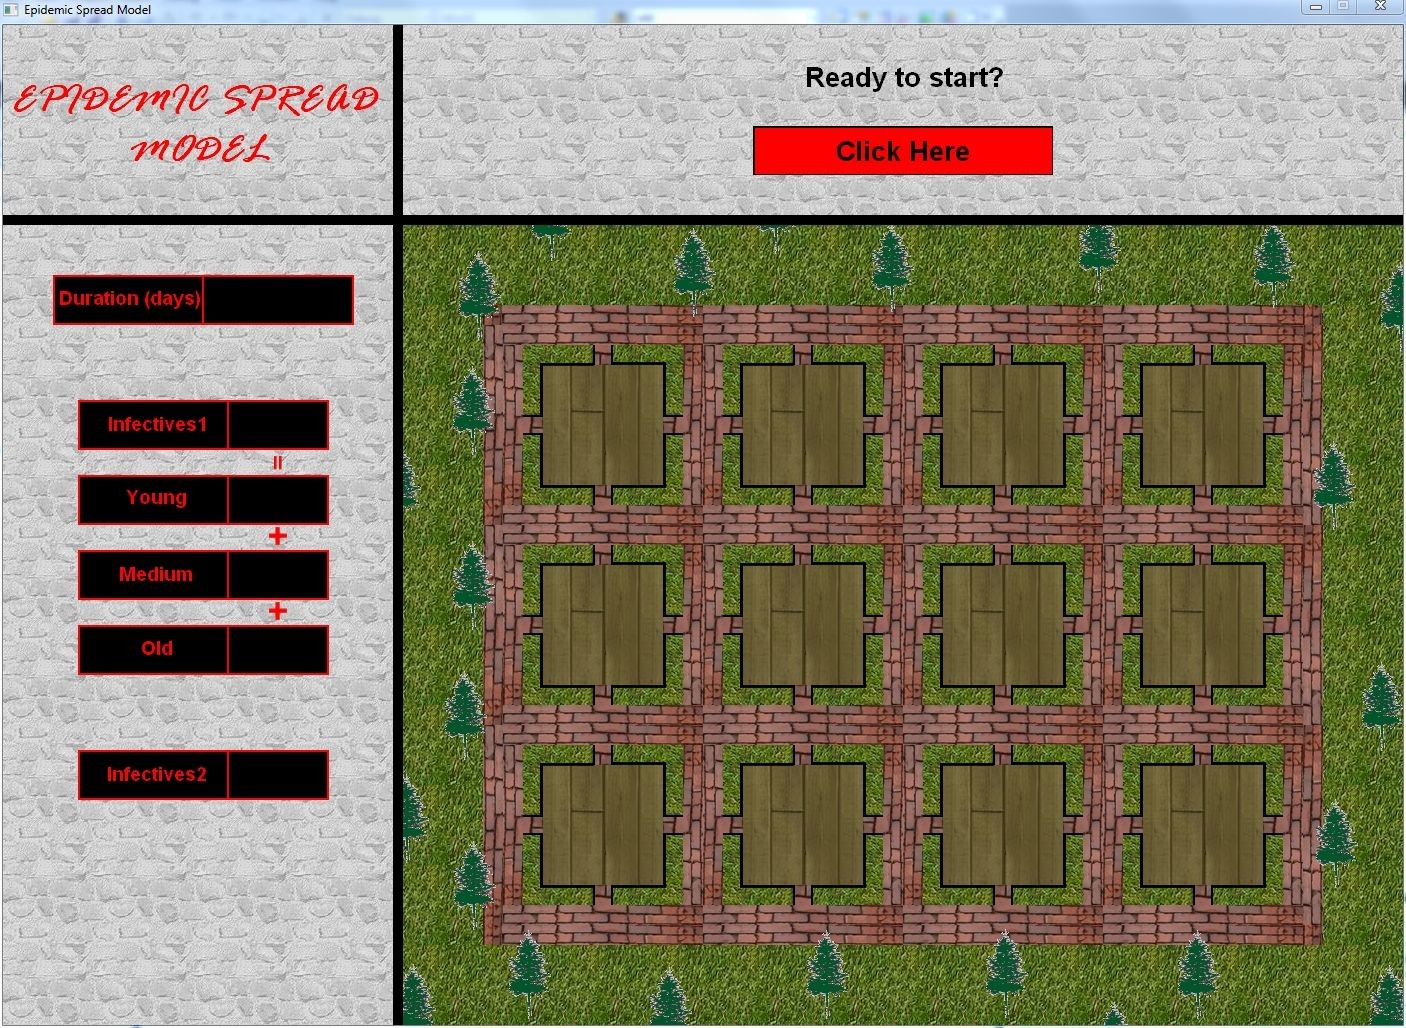 Epidemic Spread Model
EPIDEMIC SPREAD
MODEL
Ready to start?
Click Here
Duration (days)
Infectives1
=
Young
+
Medium
+
Old
Infectives2